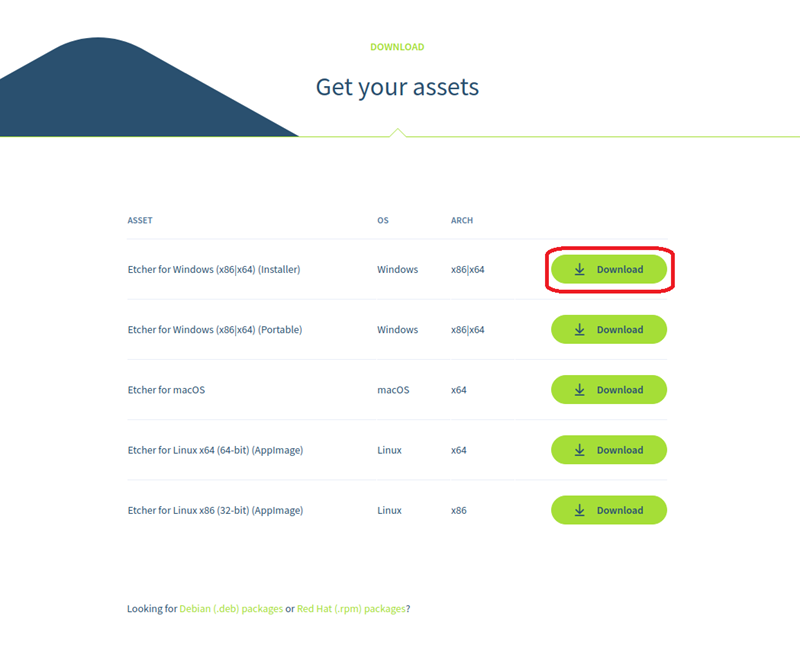 DOWNLOAD
Get your assets
ASSET OS ARCH
Etcher for Windows (x86|x64) (Installer) Windows x86|x64 Download
Etcher for Windows (x86|x64) (Portable) Windows x86|x64 Download
Etcher for macOS macOS x64 Download
Etcher for Linux x64 (64-bit) (AppImage) Linux x64 Download
Etcher for Linux x86 (32-bit) (AppImage) Linux x86 Download
Looking for Debian (.deb) packages or Red Hat (.rpm) packages?